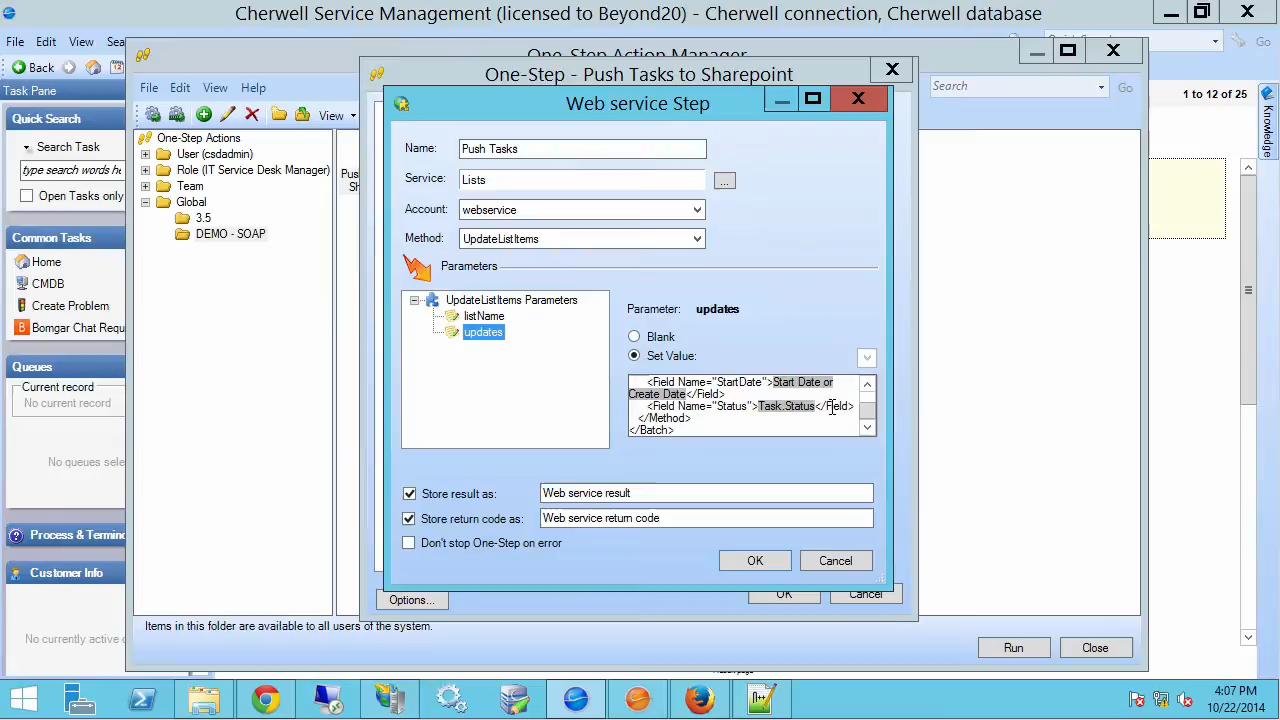 Cherwell Service Management (licensed to Beyond20) - Cherwell connection, Cherwell database
File Edit View
Go
Back
Task Pane
Quick Search
Search Task
type search words he
Open Tasks only
Common Tasks
Home
CMDB
Create Problem
Bomgar Chat Requ
Queues
Current record
No queues selec
Process & Termino
Customer Info
No currently active c
One-Step Action Manager
File Edit View Help
View
Search
Go
1 to 12 of 25
Knowledge
One-Step Actions
User (csdadmin)
Role (IT Service Desk Manager)
Team
Global
3.5
DEMO - SOAP
One-Step - Push Tasks to Sharepoint
Web service Step
Name: Push Tasks
Service: Lists
...
Account: webservice
Method: UpdateListItems
Parameters
UpdateListItems Parameters
listName
updates
Parameter: updates
Blank
Set Value:
<Field Name="StartDate">Start Date or
Create Date</Field>
<Field Name="Status">Task.Status</Field>
</Method>
</Batch>
Store result as: Web service result
Store return code as: Web service return code
Don't stop One-Step on error
OK Cancel
Options... OK Cancel
Items in this folder are available to all users of the system.
Run Close
4:07 PM
10/22/2014